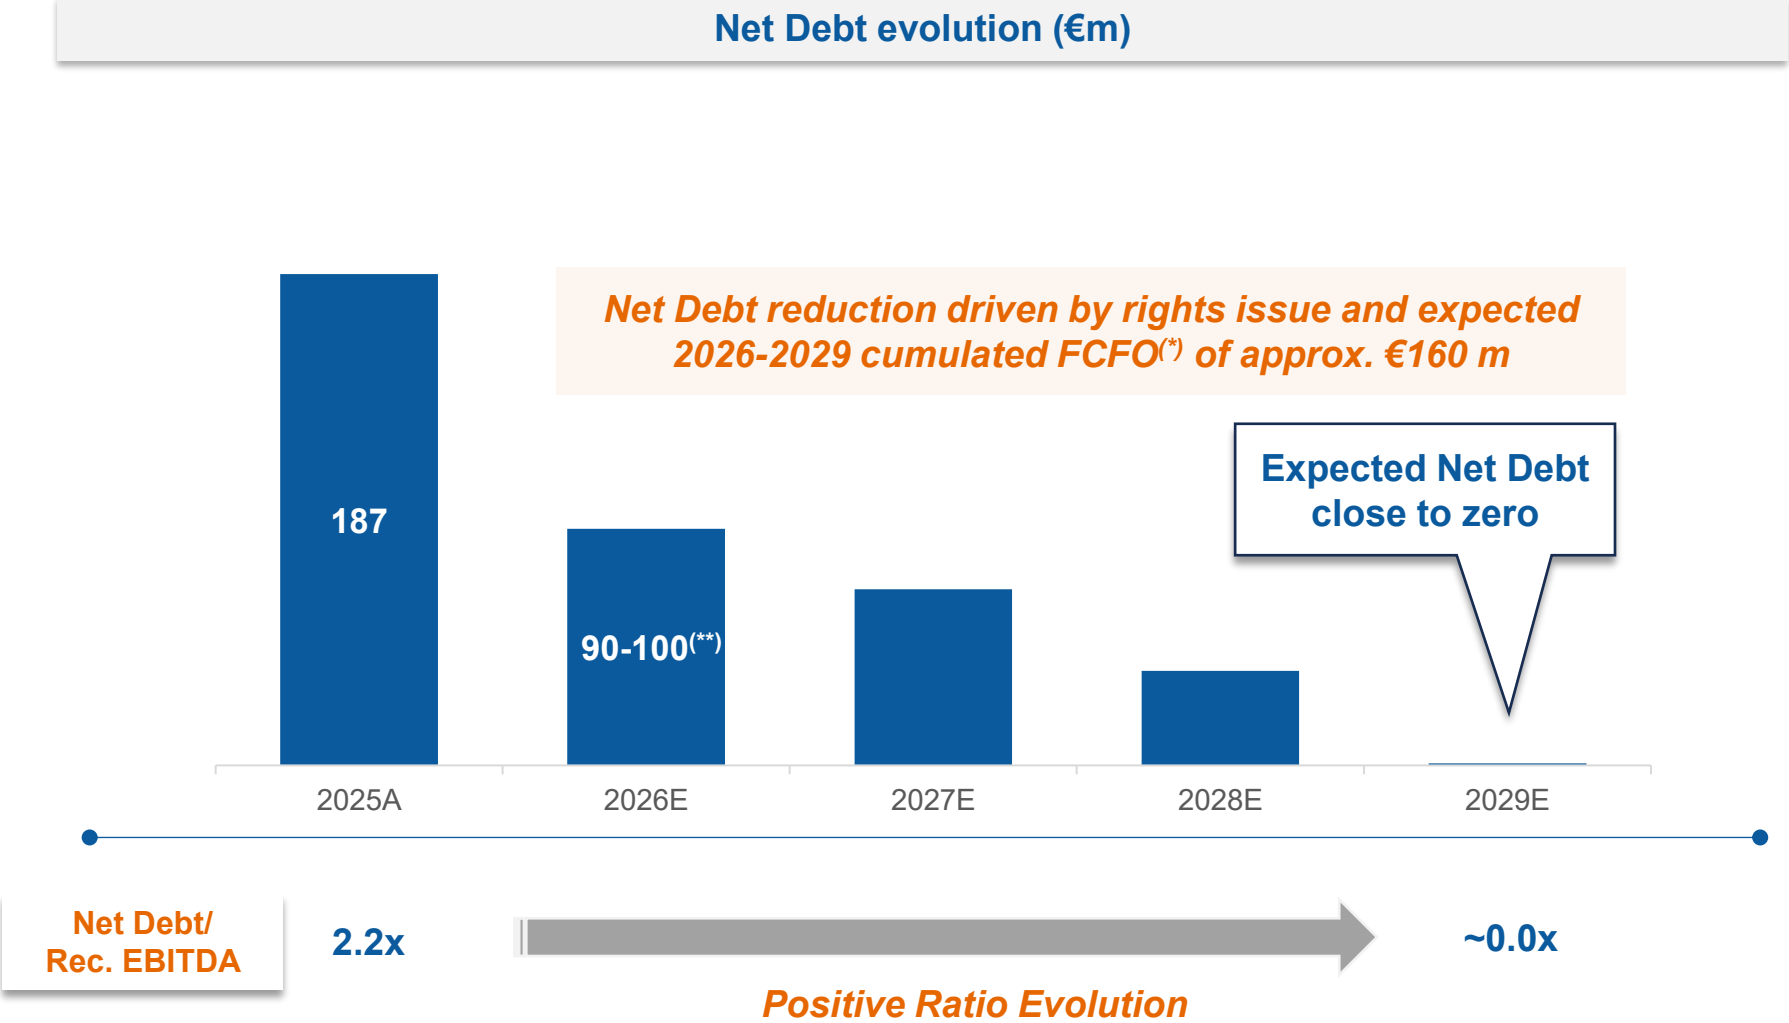 Net Debt evolution (€m)
Net Debt reduction driven by rights issue and expected
2026-2029 cumulated FCFO(*) of approx. €160 m
Expected Net Debt
close to zero
187
90-100(**)
2025A
2026E
2027E
2028E
2029E
Net Debt/
Rec. EBITDA
2.2x
~0.0x
Positive Ratio Evolution